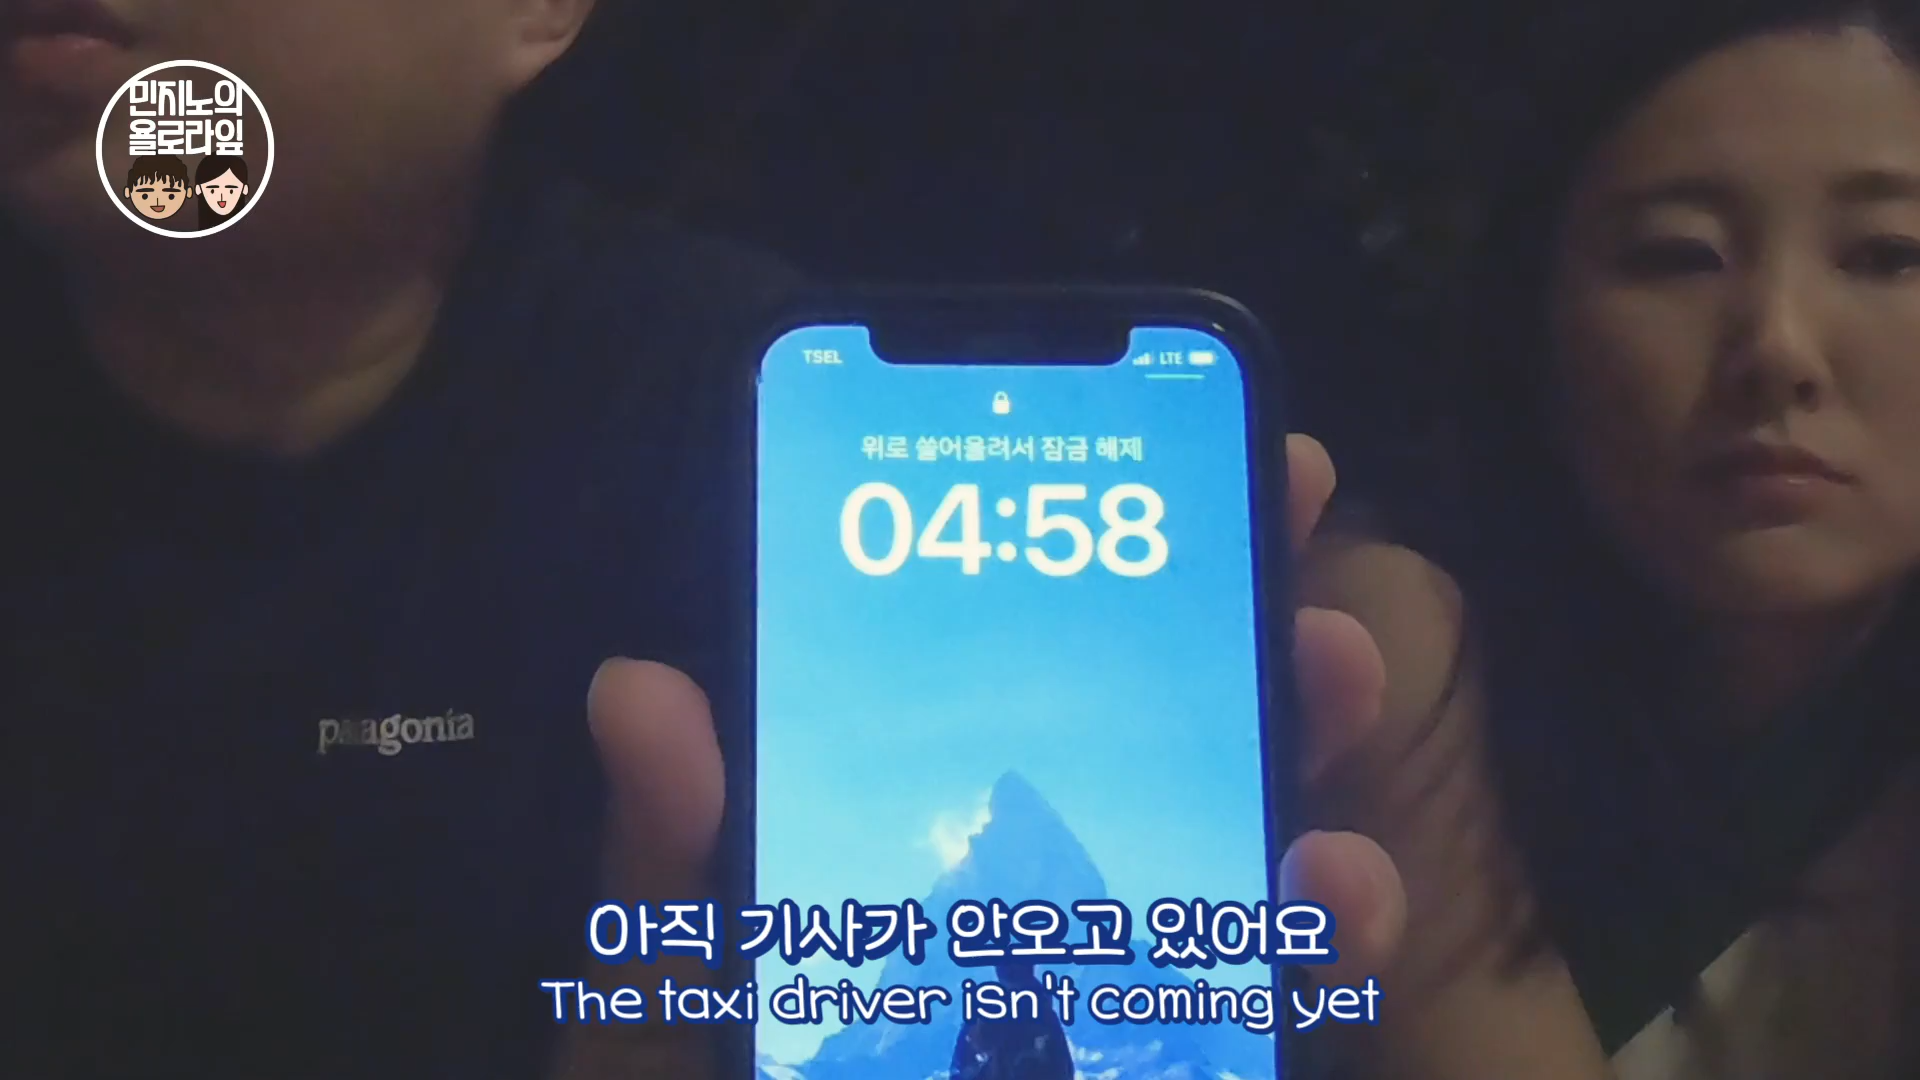 민지노의
욜로라잎
TSEL
LTE
위로 쓸어올려서 잠금 해제
04:58
patagonia
아직 기사가 안오고 있어요
The taxi driver isn't coming yet